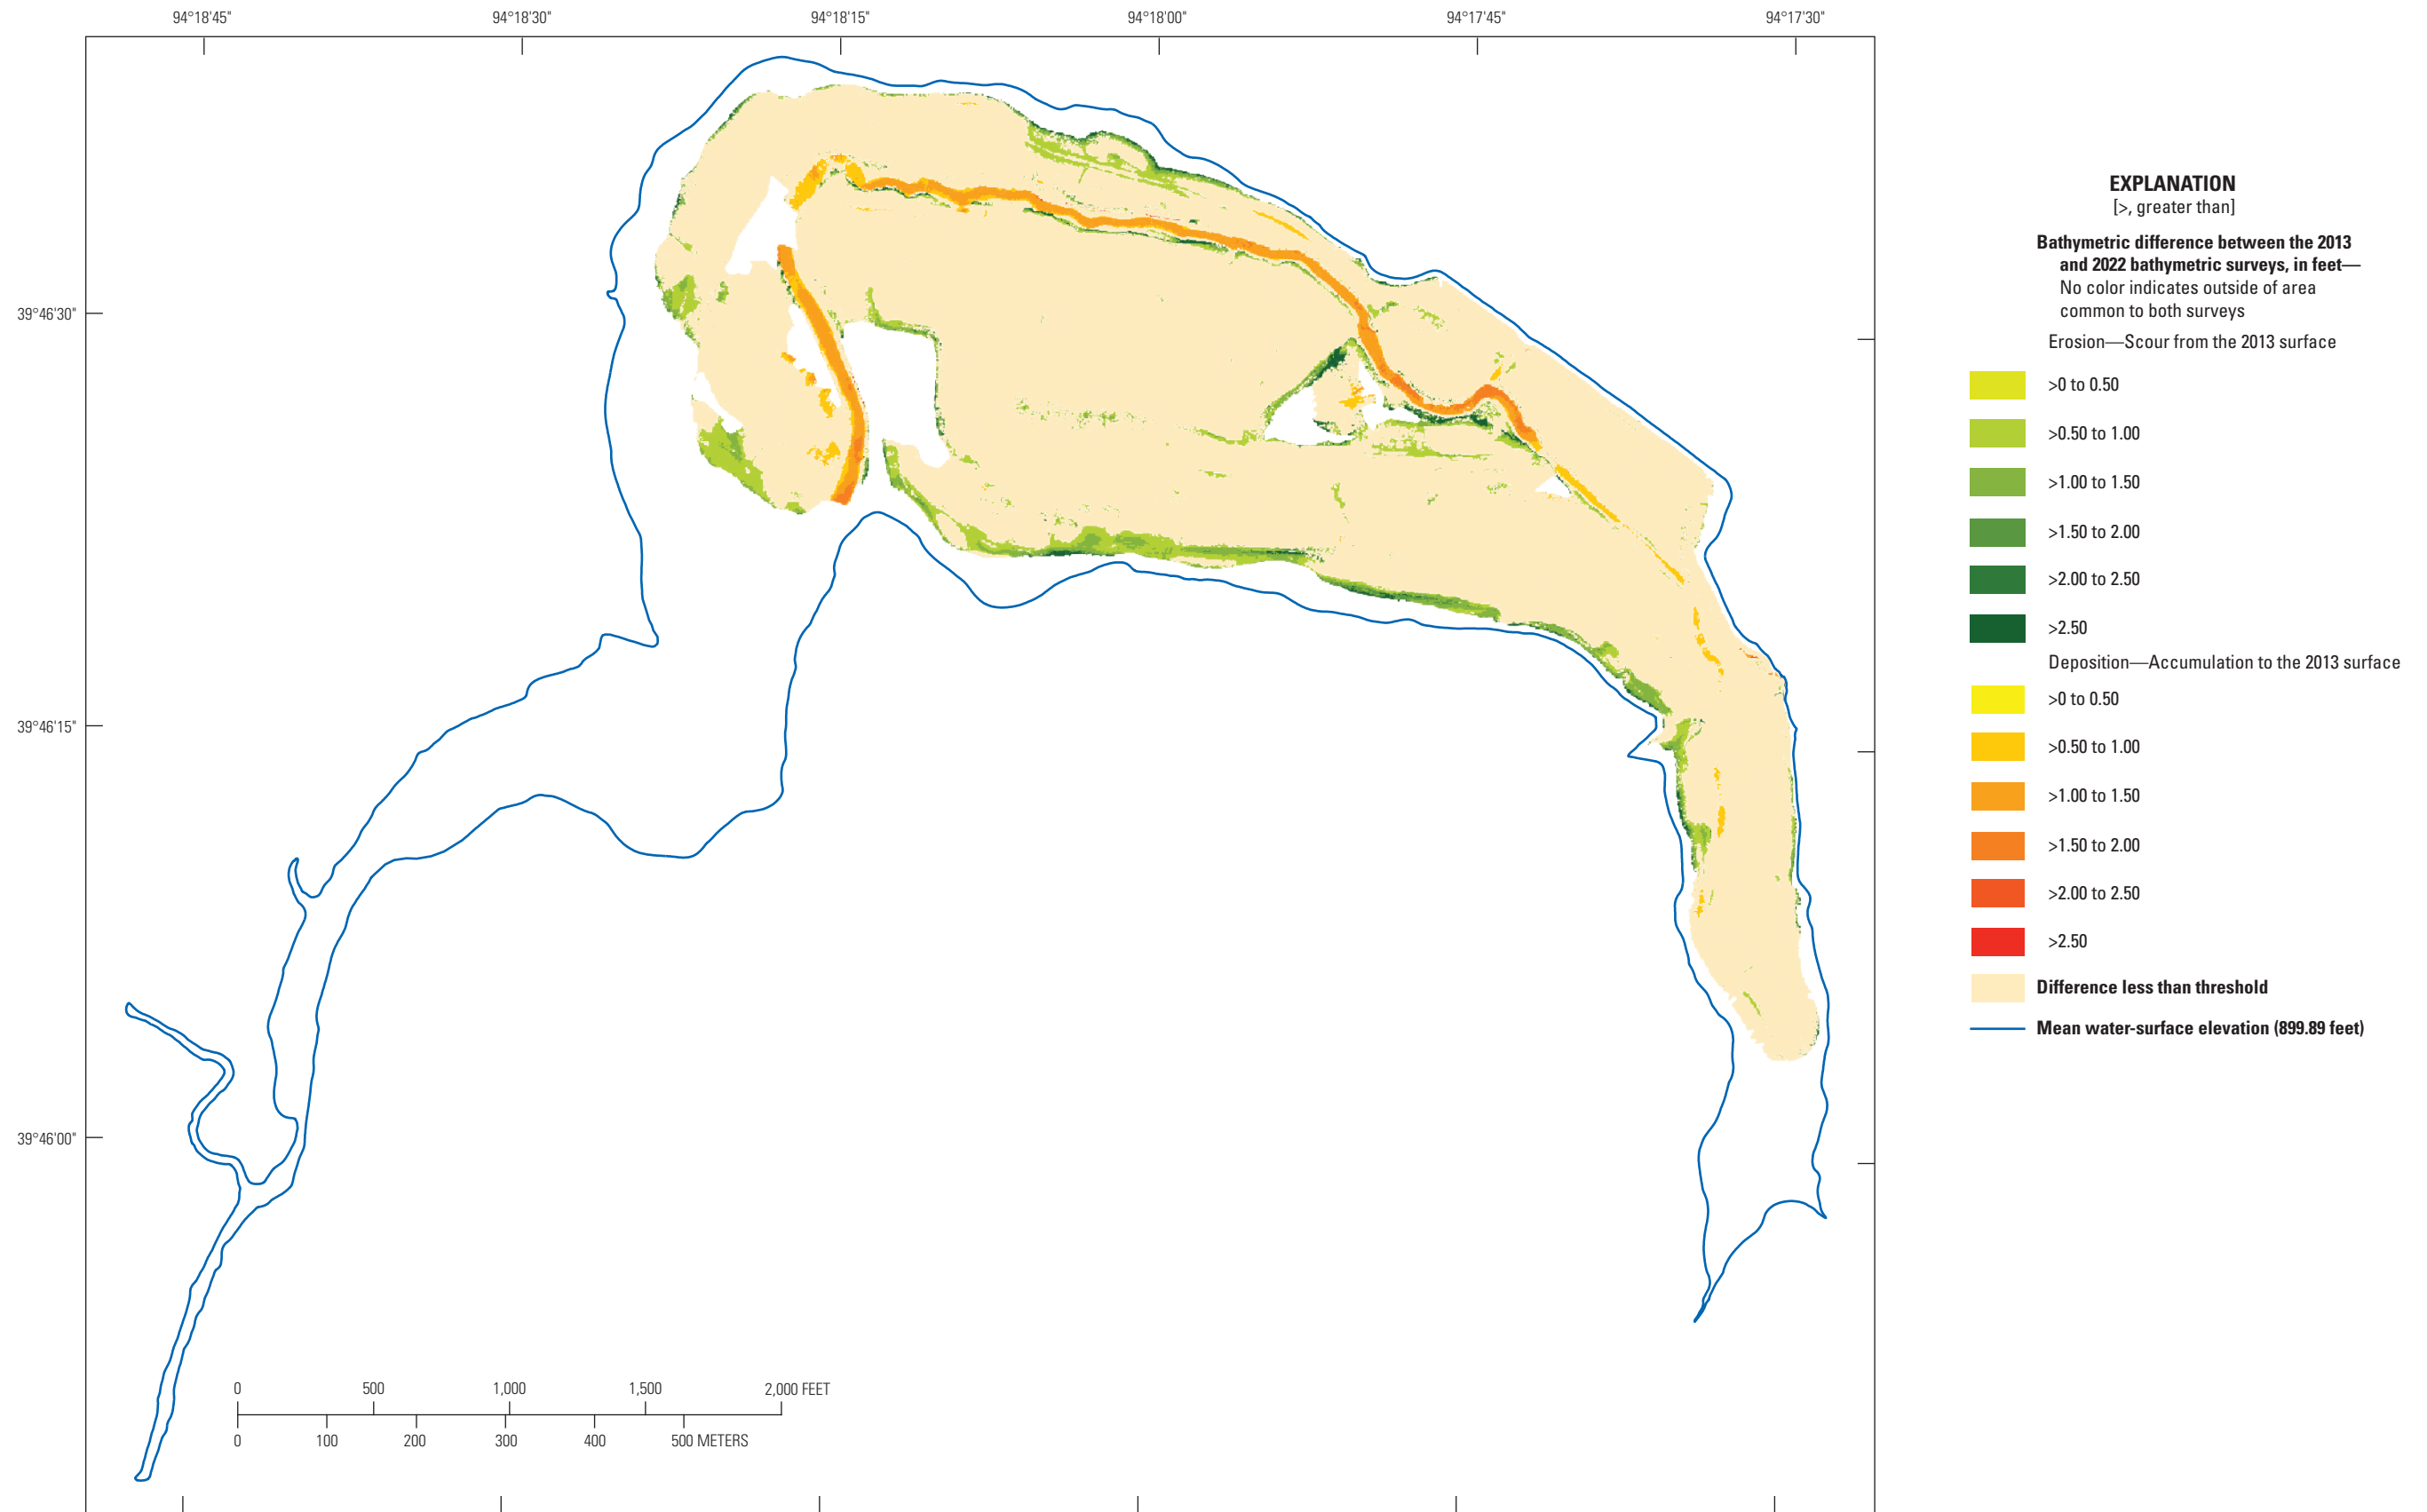 94°18'45" 94°18'30" 94°18'15" 94°18'00" 94°17'45" 94°17'30"
39°46'30"
39°46'15"
39°46'00"
0 500 1,000 1,500 2,000 FEET
0 100 200 300 400 500 METERS
EXPLANATION
[>, greater than]
Bathymetric difference between the 2013
and 2022 bathymetric surveys, in feet—
No color indicates outside of area
common to both surveys
Erosion—Scour from the 2013 surface
>0 to 0.50
>0.50 to 1.00
>1.00 to 1.50
>1.50 to 2.00
>2.00 to 2.50
>2.50
Deposition—Accumulation to the 2013 surface
>0 to 0.50
>0.50 to 1.00
>1.00 to 1.50
>1.50 to 2.00
>2.00 to 2.50
>2.50
Difference less than threshold
Mean water-surface elevation (899.89 feet)